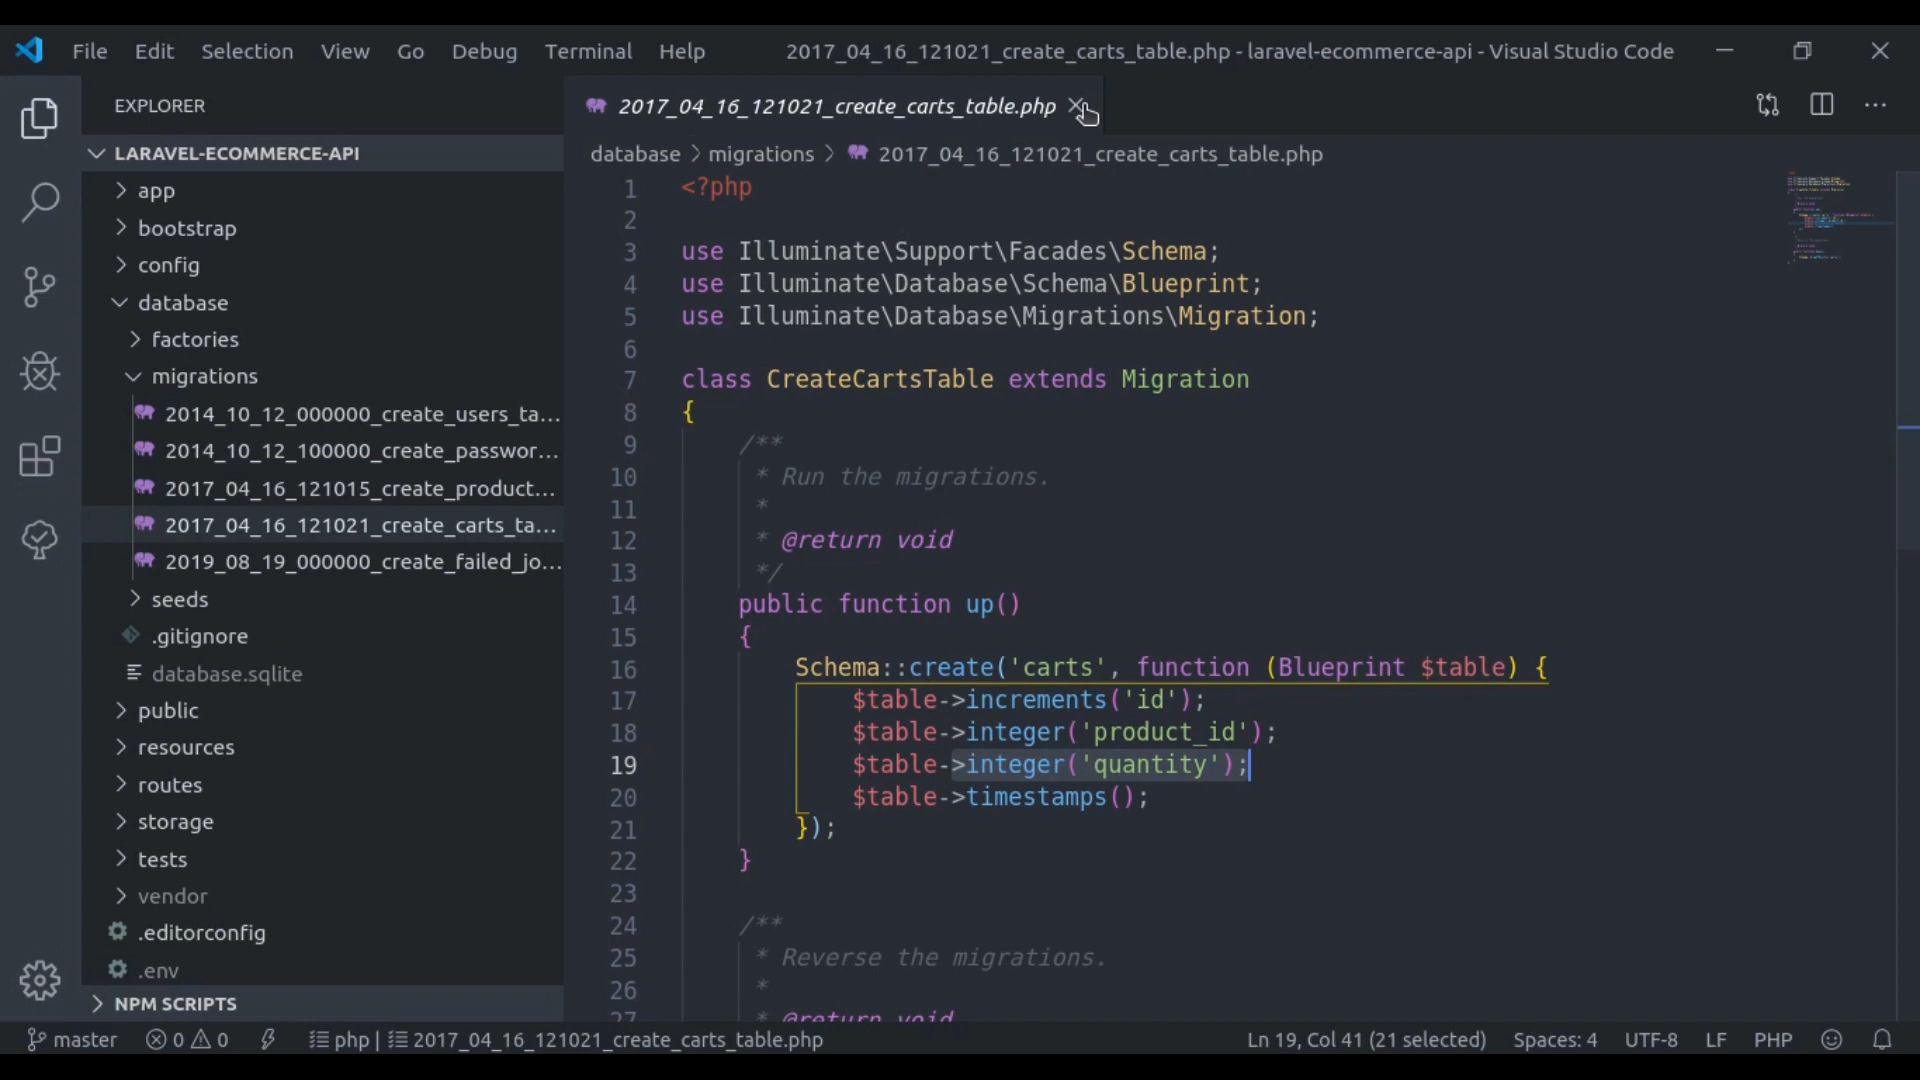 File Edit Selection View Go Debug Terminal Help 2017_04_16_121021_create_carts_table.php - laravel-ecommerce-api - Visual Studio Code
EXPLORER
LARAVEL-ECOMMERCE-API
app
bootstrap
config
database
factories
migrations
2014_10_12_000000_create_users_ta...
2014_10_12_100000_create_passwor...
2017_04_16_121015_create_product...
2017_04_16_121021_create_carts_ta...
2019_08_19_000000_create_failed_jo...
seeds
.gitignore
database.sqlite
public
resources
routes
storage
tests
vendor
.editorconfig
.env
NPM SCRIPTS
2017_04_16_121021_create_carts_table.php
database > migrations > 2017_04_16_121021_create_carts_table.php
1 <?php
2
3 use Illuminate\Support\Facades\Schema;
4 use Illuminate\Database\Schema\Blueprint;
5 use Illuminate\Database\Migrations\Migration;
6
7 class CreateCartsTable extends Migration
8 {
9 /**
10 * Run the migrations.
11 *
12 * @return void
13 */
14 public function up()
15 {
16 Schema::create('carts', function (Blueprint $table) {
17 $table->increments('id');
18 $table->integer('product_id');
19 $table->integer('quantity');
20 $table->timestamps();
21 });
22 }
23
24 /**
25 * Reverse the migrations.
26 *
27 * @return void
master 0 0 php | 2017_04_16_121021_create_carts_table.php Ln 19, Col 41 (21 selected) Spaces: 4 UTF-8 LF PHP